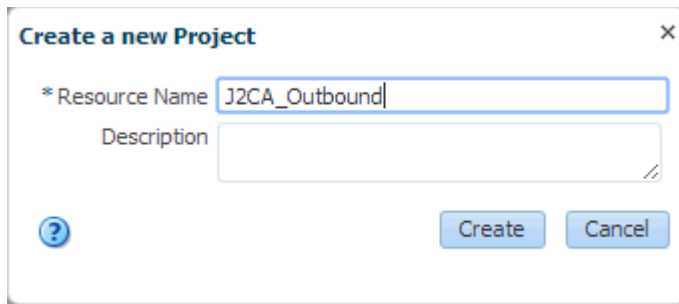 Create a new Project ×
* Resource Name J2CA_Outbound
Description
? Create Cancel